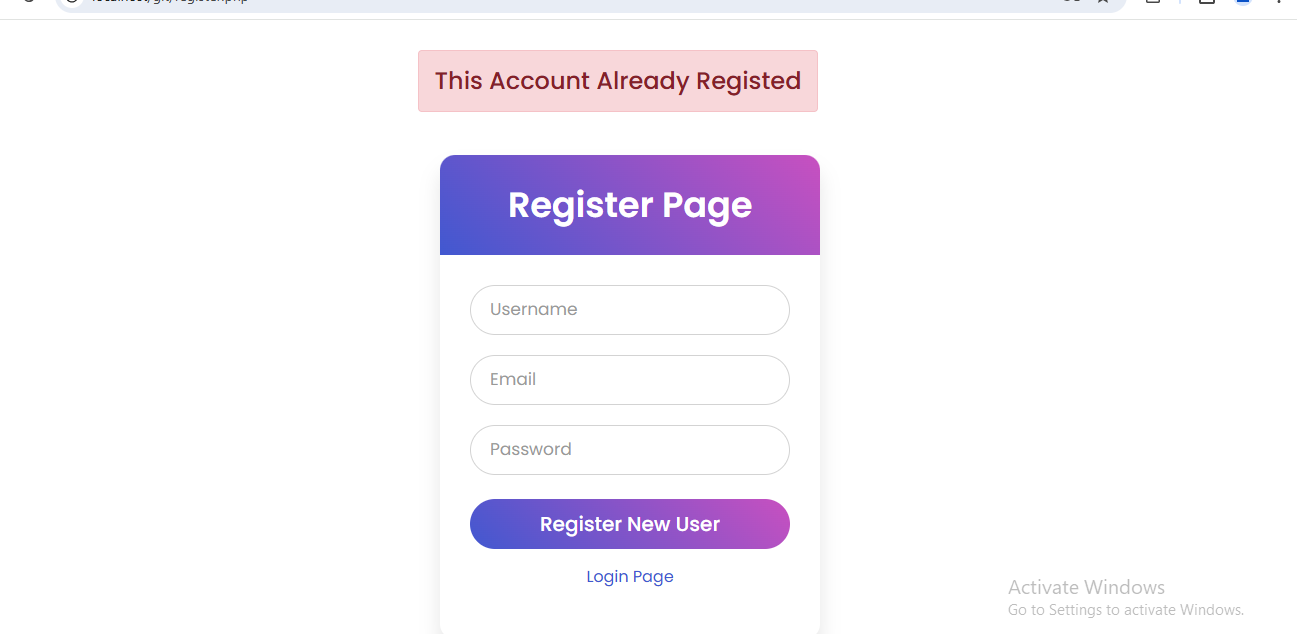 This Account Already Registed
Register Page
Username
Email
Password
Register New User
Login Page
Activate Windows
Go to Settings to activate Windows.